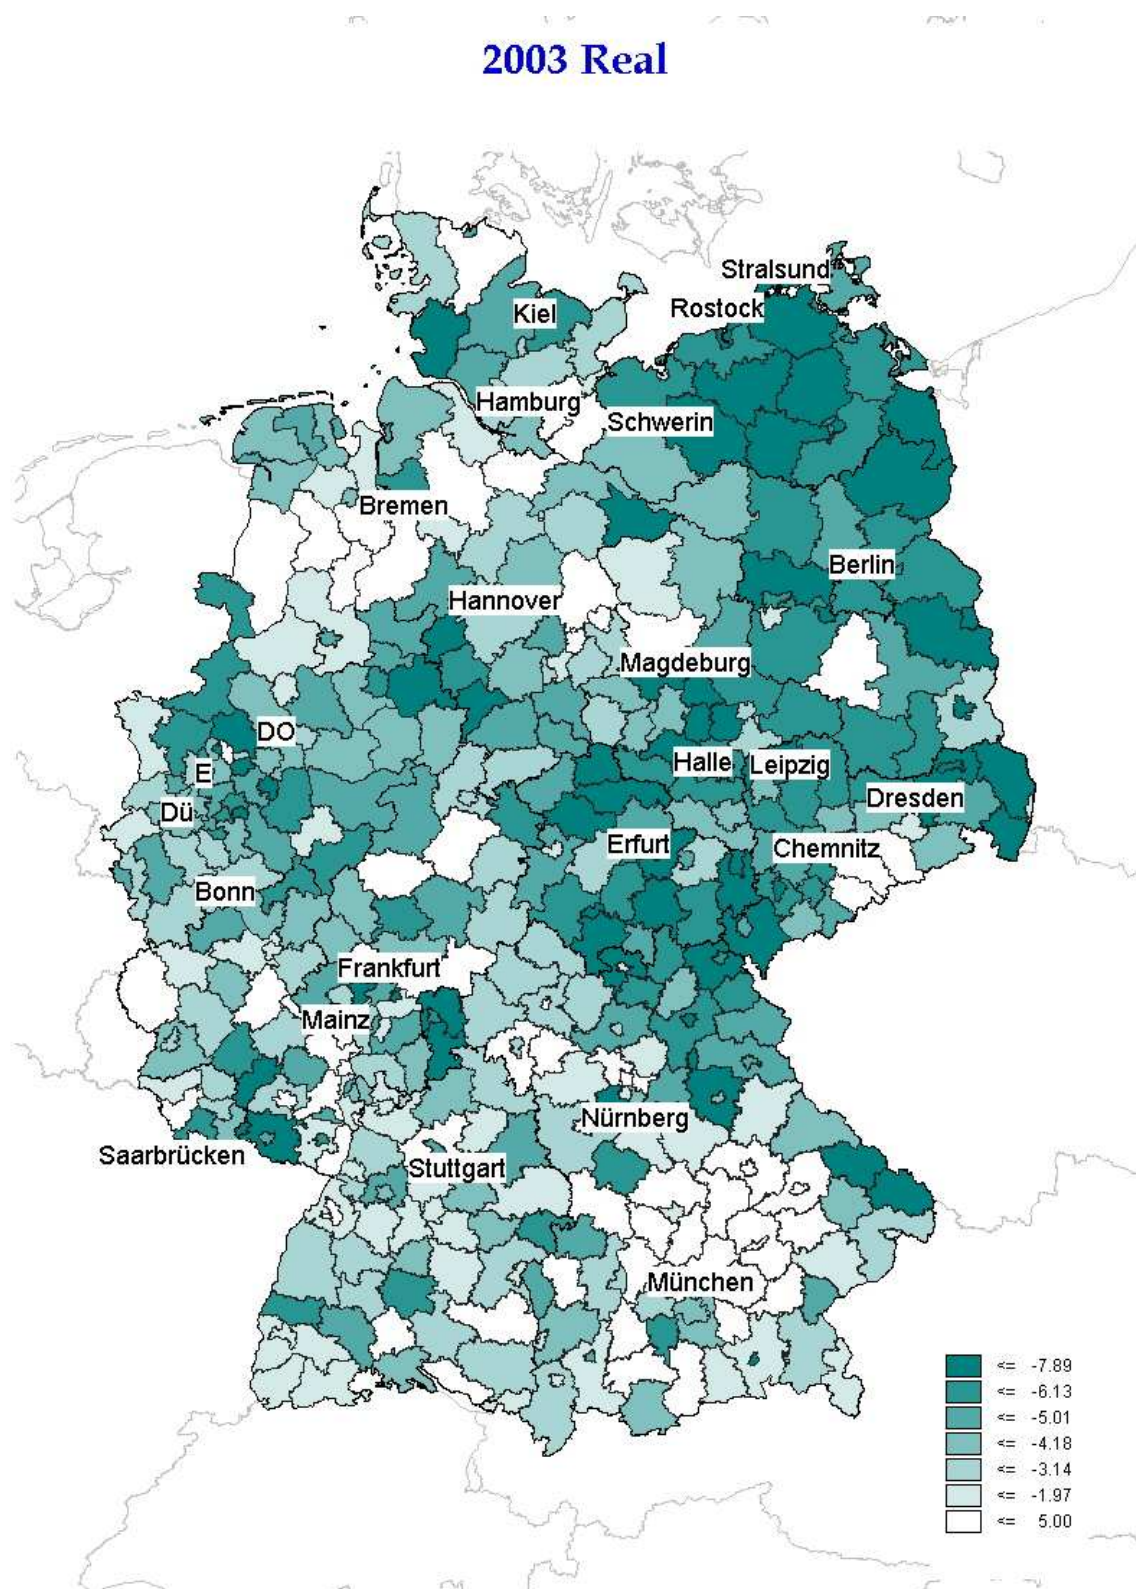 2003 Real
Stralsund
Rostock
Kiel
Hamburg
Schwerin
Bremen
Berlin
Hannover
Magdeburg
DO
E
Halle
Leipzig
Dü
Dresden
Erfurt
Chemnitz
Bonn
Frankfurt
Mainz
Nürnberg
Saarbrücken
Stuttgart
München
<= -7.89
<= -6.13
<= -5.01
<= -4.18
<= -3.14
<= -1.97
<= 5.00